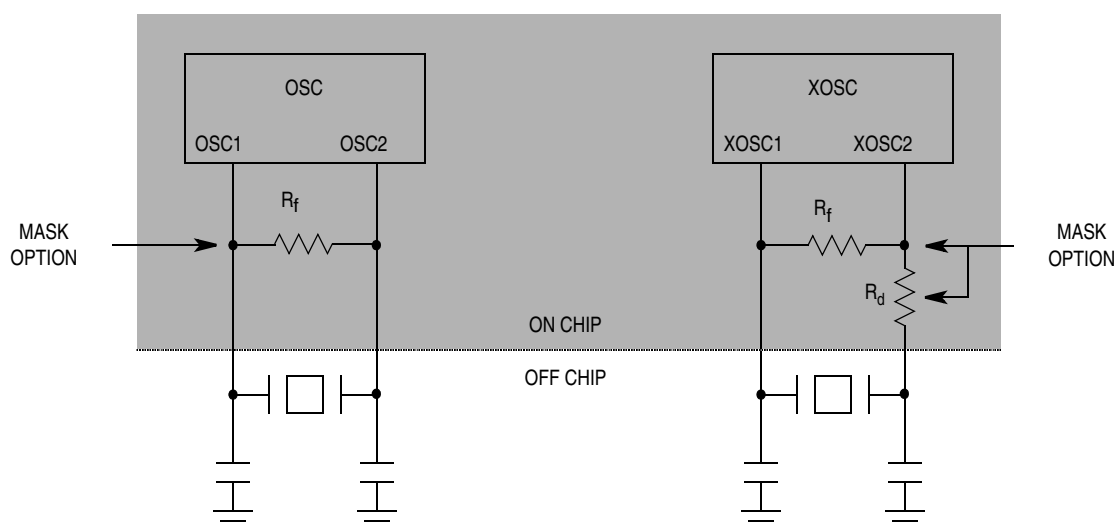 OSC
OSC1 OSC2
XOSC
XOSC1 XOSC2
Rf
Rf
MASK
OPTION
MASK
OPTION
Rd
ON CHIP
OFF CHIP